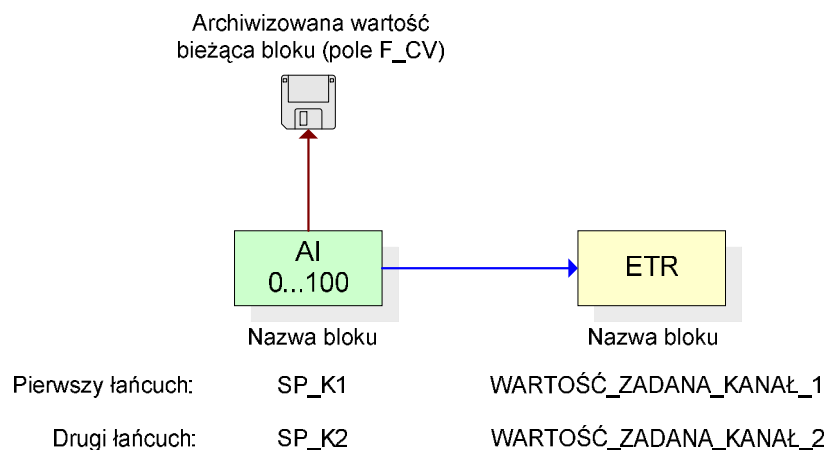 Archiwizowana wartość
bieżąca bloku (pole F_CV)
AI
0...100
ETR
Nazwa bloku
Nazwa bloku
Pierwszy łańcuch: SP_K1 WARTOŚĆ_ZADANA_KANAŁ_1
Drugi łańcuch: SP_K2 WARTOŚĆ_ZADANA_KANAŁ_2